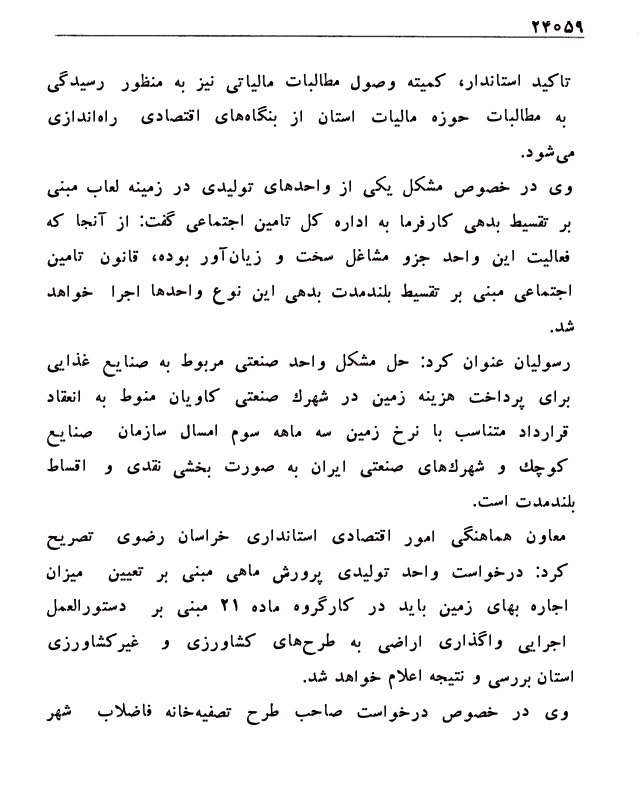 ۲۴۰۵۹
تاکید استاندار، کمیته وصول مطالبات مالیاتی نیز به منظور رسیدگی
به مطالبات حوزه مالیات استان از بنگاه‌های اقتصادی راه‌اندازی
می‌شود.
وی در خصوص مشکل یکی از واحدهای تولیدی در زمینه لعاب مبنی
بر تقسیط بدهی کارفرما به اداره کل تامین اجتماعی گفت: از آنجا که
فعالیت این واحد جزو مشاغل سخت و زیان‌آور بوده، قانون تامین
اجتماعی مبنی بر تقسیط بلندمدت بدهی این نوع واحدها اجرا خواهد
شد.
رسولیان عنوان کرد: حل مشکل واحد صنعتی مربوط به صنایع غذایی
برای پرداخت هزینه زمین در شهرك صنعتی کاویان منوط به انعقاد
قرارداد متناسب با نرخ زمین سه ماهه سوم امسال سازمان صنایع
کوچك و شهرك‌های صنعتی ایران به صورت بخشی نقدی و اقساط
بلندمدت است.
معاون هماهنگی امور اقتصادی استانداری خراسان رضوی تصریح
کرد: درخواست واحد تولیدی پرورش ماهی مبنی بر تعیین میزان
اجاره بهای زمین باید در کارگروه ماده ۲۱ مبنی بر دستورالعمل
اجرایی واگذاری اراضی به طرح‌های کشاورزی و غیرکشاورزی
استان بررسی و نتیجه اعلام خواهد شد.
وی در خصوص درخواست صاحب طرح تصفیه‌خانه فاضلاب شهر